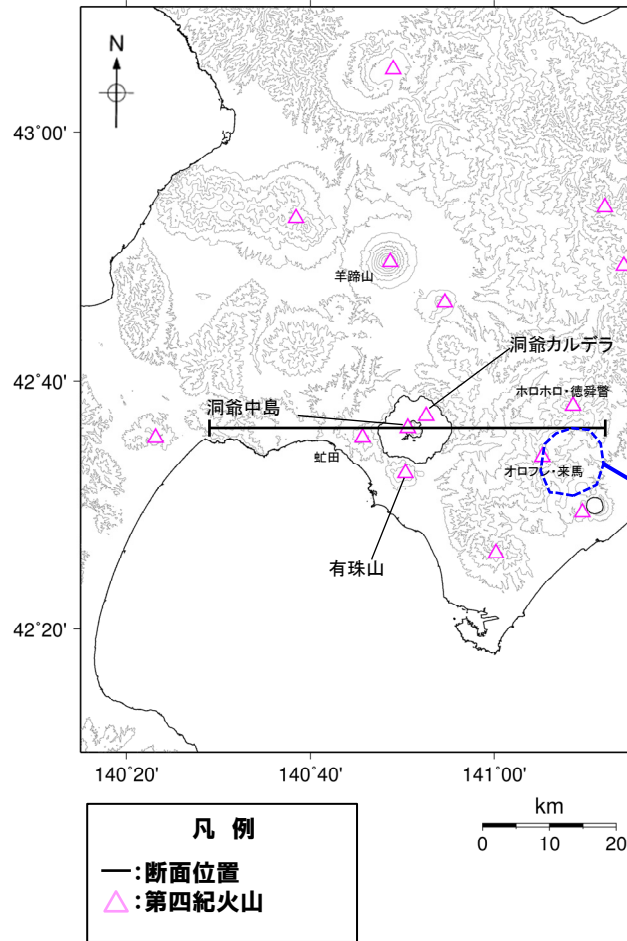 N
43˚00'
羊蹄山
洞爺カルデラ
42˚40'
ホロホロ・徳舜瞥
洞爺中島
虻田
オロフレ・来馬
有珠山
42˚20'
140˚20'
140˚40'
141˚00'
km
0 10 20
凡 例
━:断面位置
△:第四紀火山